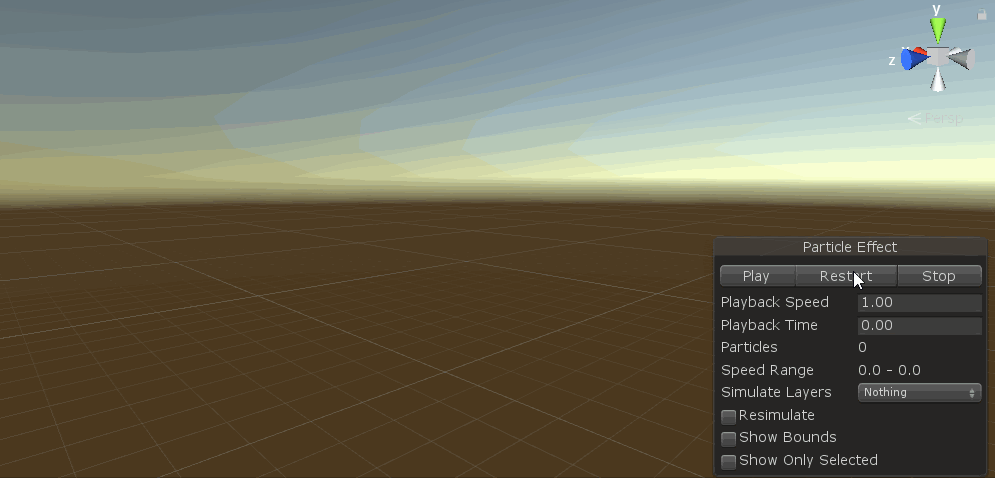 y
z
Persp
Particle Effect
Play Restart Stop
Playback Speed 1.00
Playback Time 0.00
Particles 0
Speed Range 0.0 - 0.0
Simulate Layers Nothing
Resimulate
Show Bounds
Show Only Selected